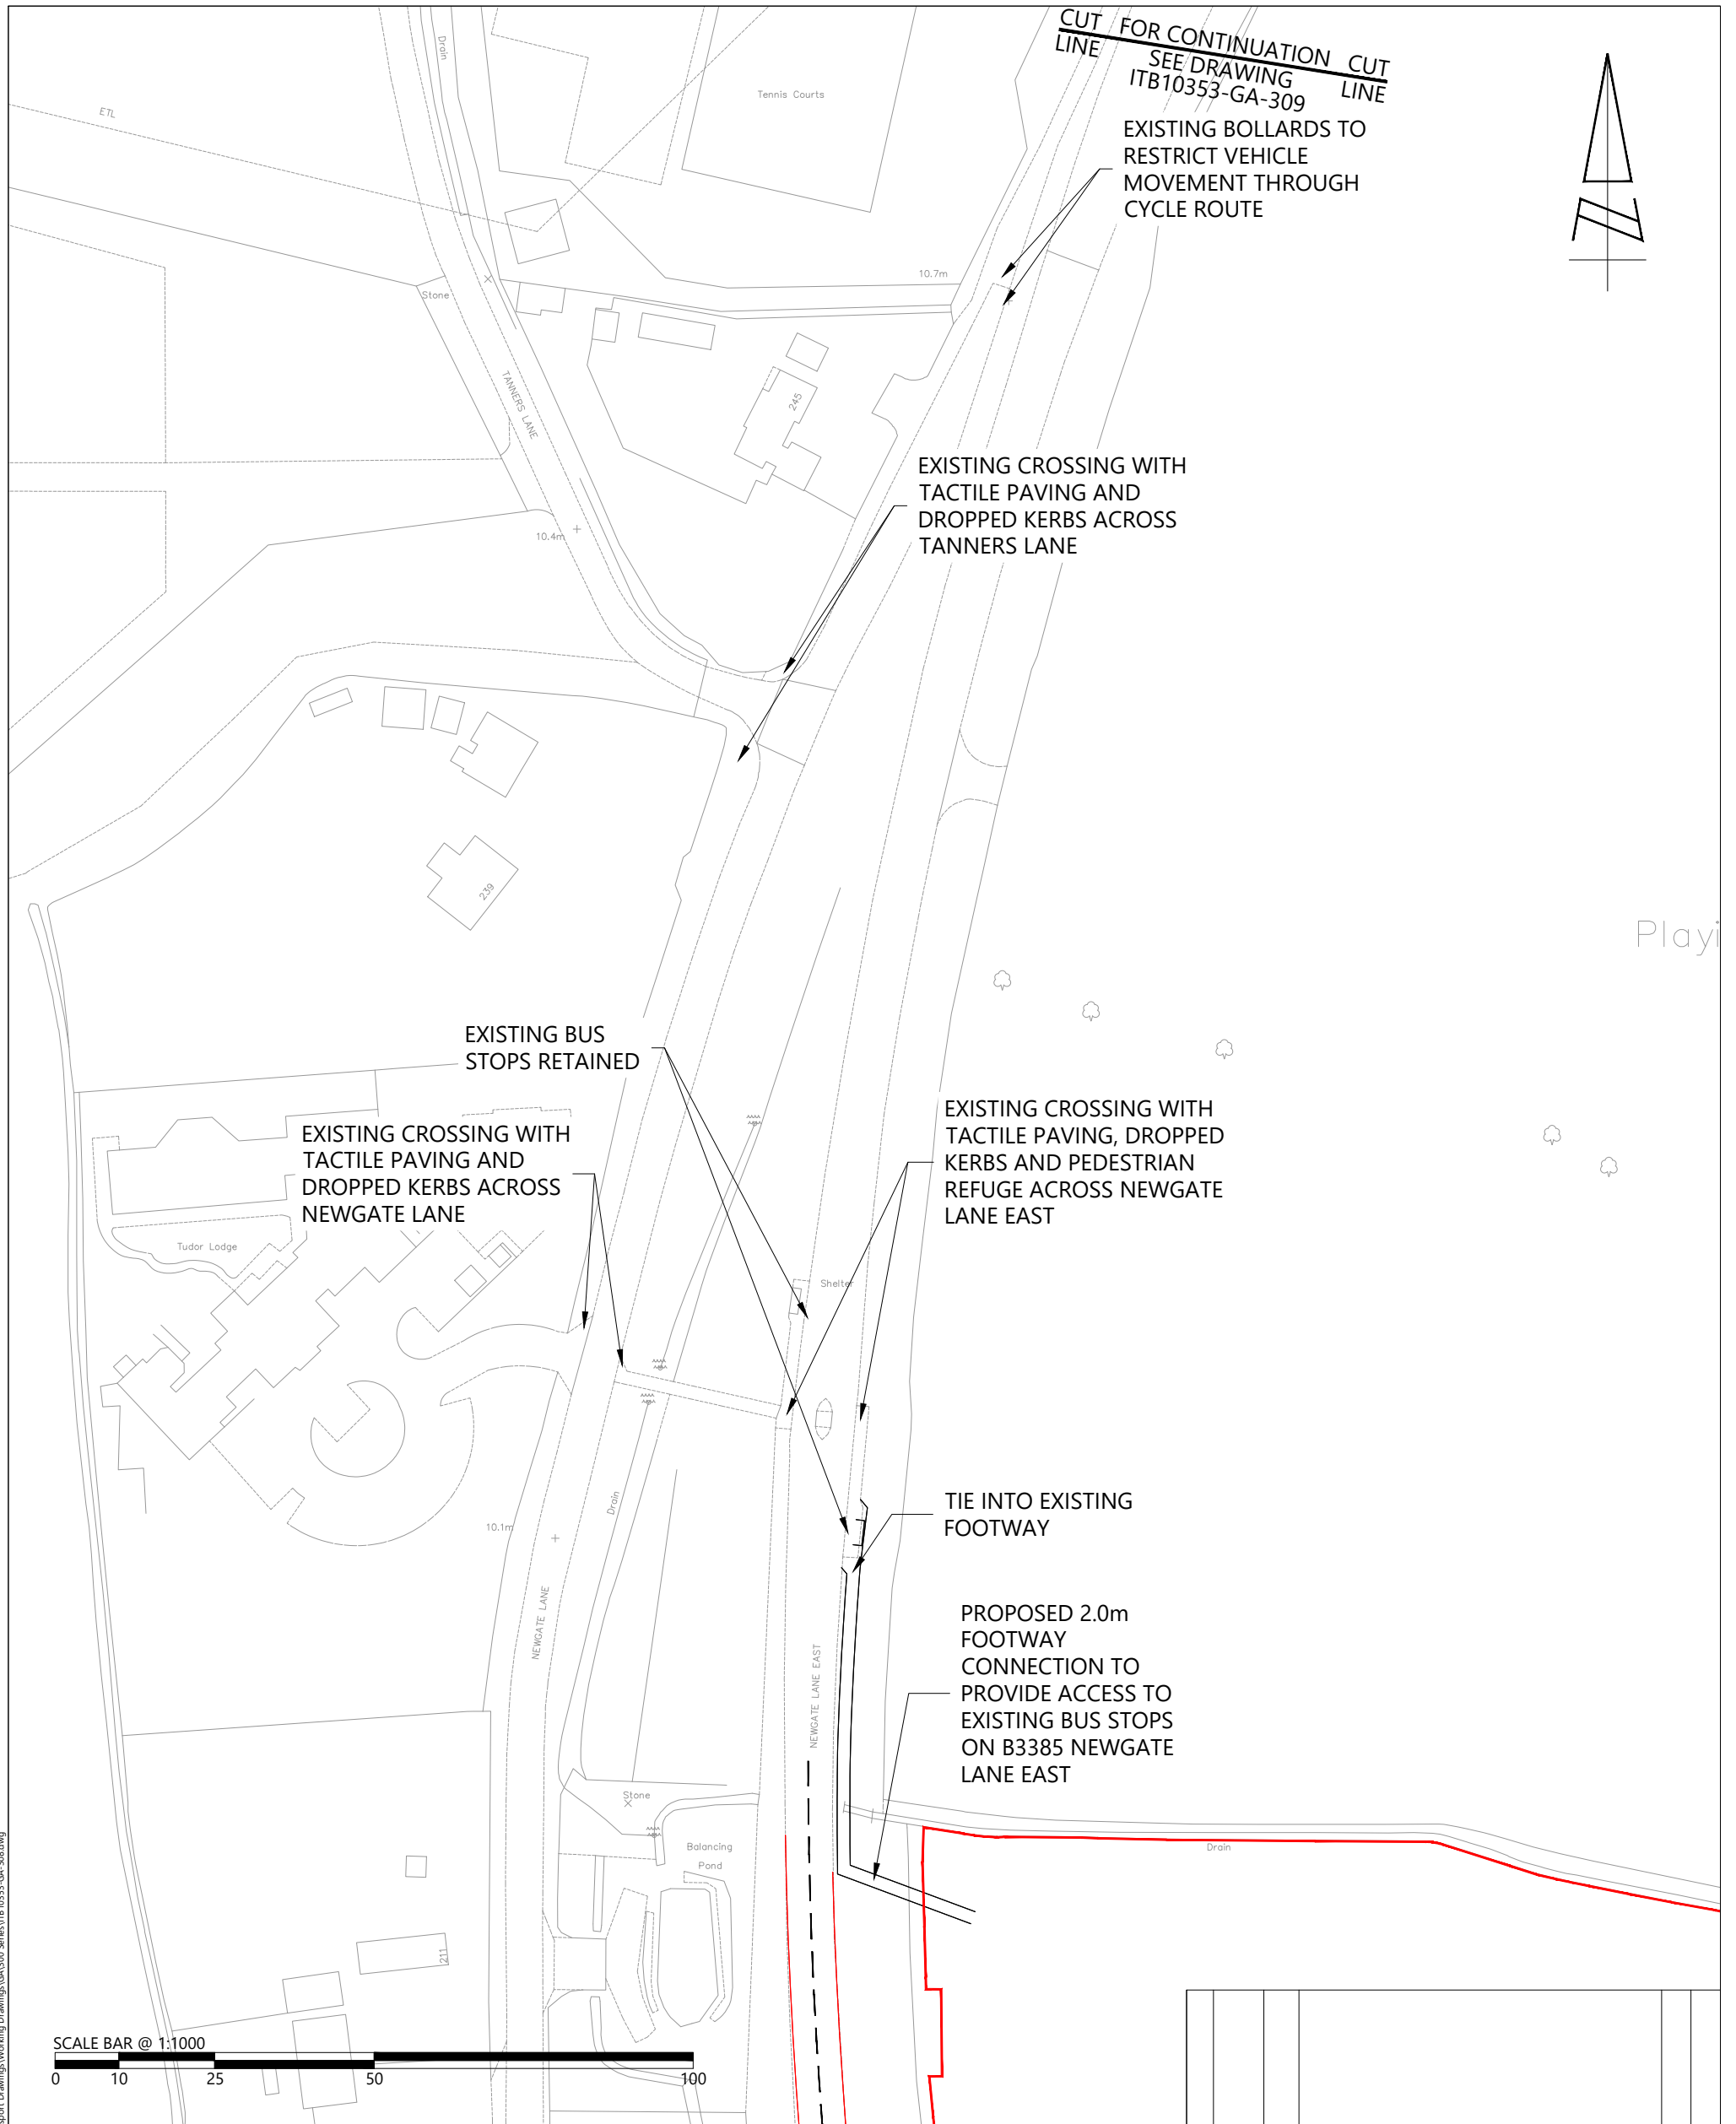 CUT FOR CONTINUATION CUT
LINE SEE DRAWING LINE
ITB10353-GA-309
Drain
Tennis Courts
ETL
EXISTING BOLLARDS TO
RESTRICT VEHICLE
MOVEMENT THROUGH
CYCLE ROUTE
10.7m
Stone
TANNERS LANE
245
EXISTING CROSSING WITH
TACTILE PAVING AND
DROPPED KERBS ACROSS
TANNERS LANE
10.4m
239
Playi
EXISTING BUS
STOPS RETAINED
EXISTING CROSSING WITH
TACTILE PAVING AND
DROPPED KERBS ACROSS
NEWGATE LANE
EXISTING CROSSING WITH
TACTILE PAVING, DROPPED
KERBS AND PEDESTRIAN
REFUGE ACROSS NEWGATE
LANE EAST
Tudor Lodge
Shelter
Drain
10.1m
TIE INTO EXISTING
FOOTWAY
NEWGATE LANE
NEWGATE LANE EAST
PROPOSED 2.0m
FOOTWAY
CONNECTION TO
PROVIDE ACCESS TO
EXISTING BUS STOPS
ON B3385 NEWGATE
LANE EAST
Stone
Balancing
Pond
Drain
211
SCALE BAR @ 1:1000
0 10 25 50 100